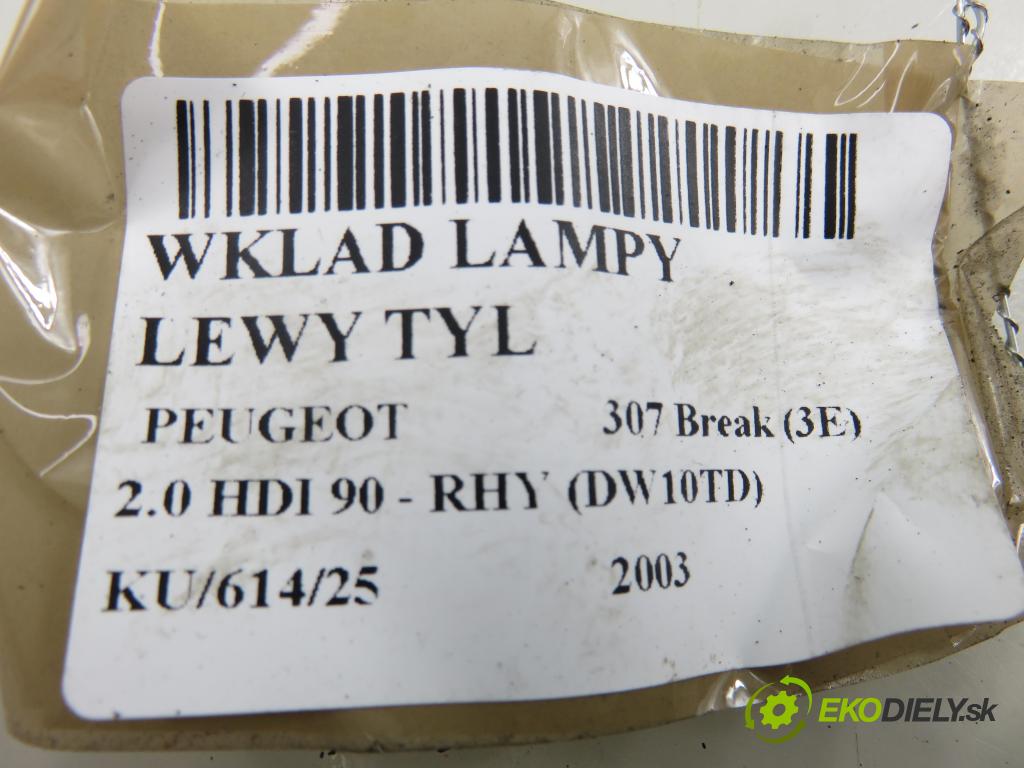 WKLAD LAMPY
LEWY TYL
PEUGEOT 307 Break (3E)
2.0 HDI 90 - RHY (DW10TD)
KU/614/25 2003
EKODIELY.sk